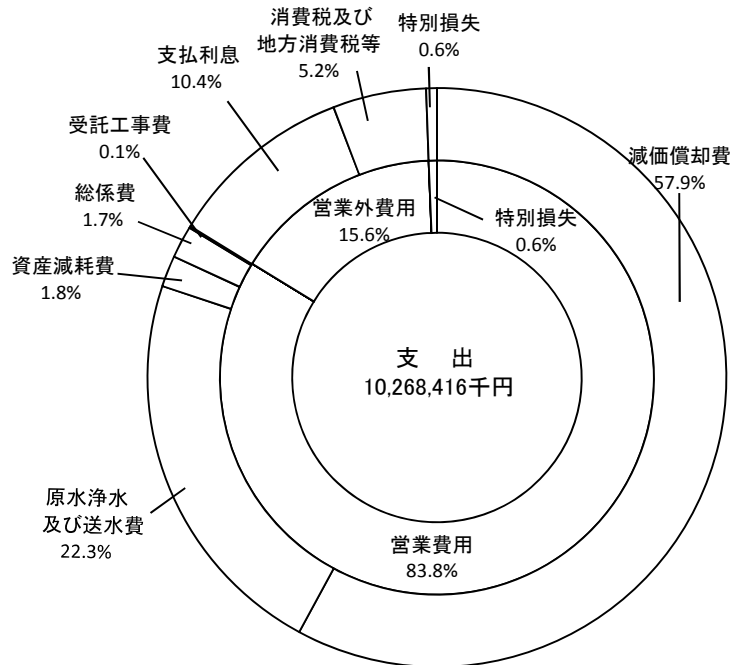 消費税及び
地方消費税等
5.2%
特別損失
0.6%
支払利息
10.4%
受託工事費
0.1%
総係費
1.7%
資産減耗費
1.8%
減価償却費
57.9%
営業外費用
15.6%
特別損失
0.6%
支 出
10,268,416千円
原水浄水
及び送水費
22.3%
営業費用
83.8%